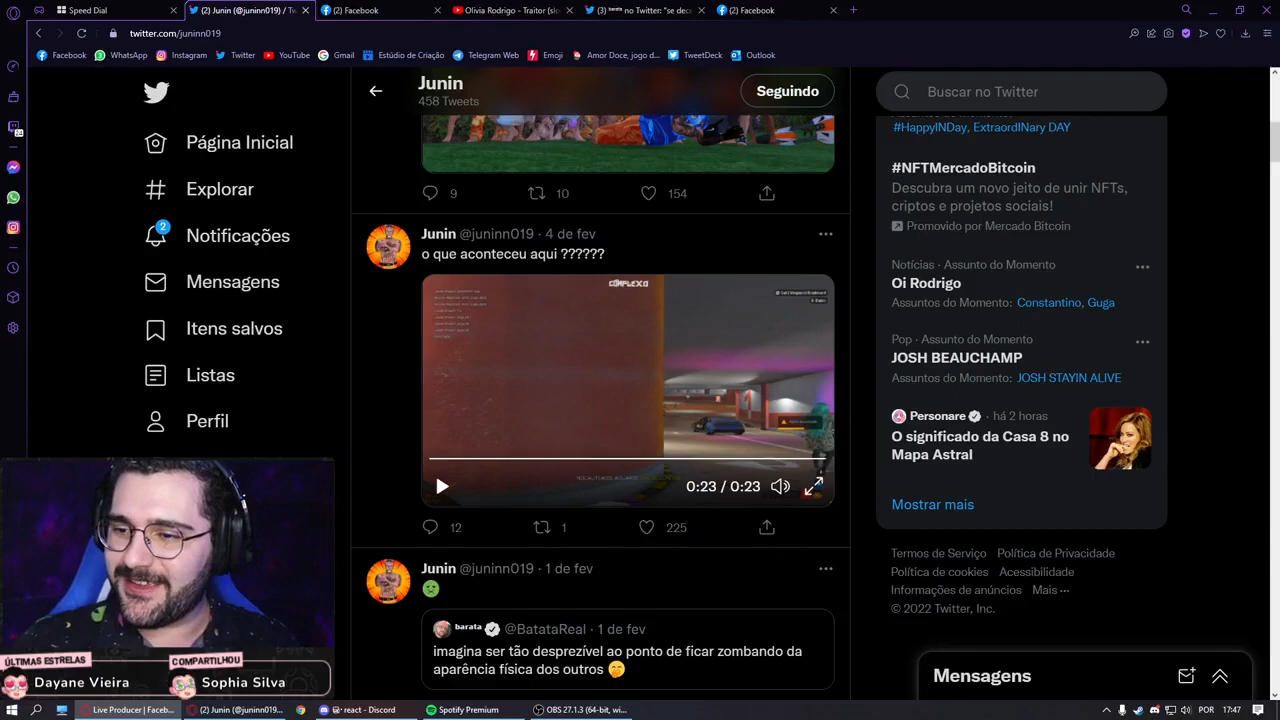 Speed Dial
(2) Junin (@juninn019) / Tw
(2) Facebook
Olivia Rodrigo - Traitor (slo
(3) barata no Twitter: "se dec
(2) Facebook
twitter.com/juninn019
Facebook
WhatsApp
Instagram
Twitter
YouTube
Gmail
Estúdio de Criação
Telegram Web
Emoji
Amor Doce, jogo d...
TweetDeck
Outlook
Página Inicial
Explorar
2
Notificações
Mensagens
Itens salvos
Listas
Perfil
Junin
458 Tweets
Seguindo
9 10 154
Junin @juninn019 · 4 de fev
o que aconteceu aqui ??????
COMPLEXO
0:23 / 0:23
12 1 225
Junin @juninn019 · 1 de fev
🤢
barata @BatataReal · 1 de fev
imagina ser tão desprezível ao ponto de ficar zombando da
aparência física dos outros 🤭
Buscar no Twitter
#HappyINDay, ExtraordINary DAY
#NFTMercadoBitcoin
Descubra um novo jeito de unir NFTs,
criptos e projetos sociais!
Promovido por Mercado Bitcoin
Notícias · Assunto do Momento
Oi Rodrigo
Assuntos do Momento: Constantino, Guga
Pop · Assunto do Momento
JOSH BEAUCHAMP
Assuntos do Momento: JOSH STAYIN ALIVE
Personare · há 2 horas
O significado da Casa 8 no
Mapa Astral
Mostrar mais
Termos de Serviço Política de Privacidade
Política de cookies Acessibilidade
Informações de anúncios Mais ···
© 2022 Twitter, Inc.
Mensagens
ÚLTIMAS ESTRELAS
Dayane Vieira
COMPARTILHOU
Sophia Silva
Live Producer | Faceb...
(2) Junin (@juninn019...
react - Discord
Spotify Premium
OBS 27.1.3 (64-bit, wi...
POR
17:47